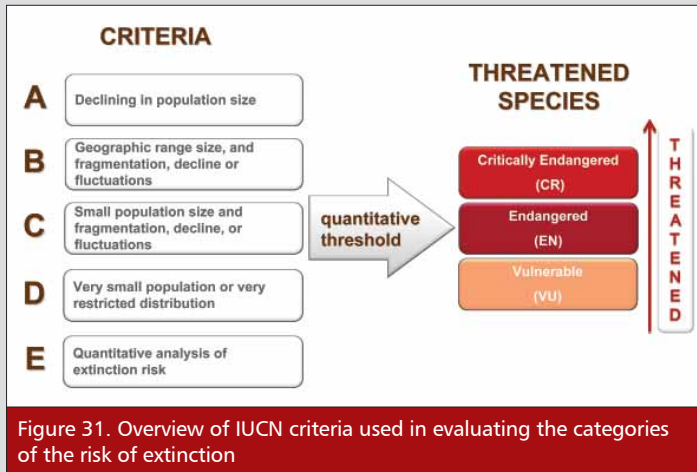 CRITERIA
A
Declining in population size
B
Geographic range size, and
fragmentation, decline or
fluctuations
C
Small population size and
fragmentation, decline, or
fluctuations
D
Very small population or very
restricted distribution
E
Quantitative analysis of
extinction risk
quantitative
threshold
THREATENED
SPECIES
Critically Endangered
(CR)
Endangered
(EN)
Vulnerable
(VU)
THREATENED
Figure 31. Overview of IUCN criteria used in evaluating the categories
of the risk of extinction